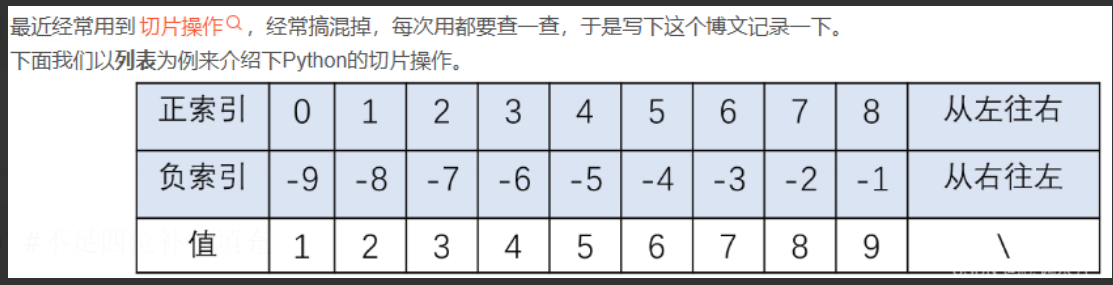 最近经常用到切片操作，经常搞混掉，每次用都要查一查，于是写下这个博文记录一下。
下面我们以列表为例来介绍下Python的切片操作。
正索引 0 1 2 3 4 5 6 7 8 从左往右
负索引 -9 -8 -7 -6 -5 -4 -3 -2 -1 从右往左
值 1 2 3 4 5 6 7 8 9 \